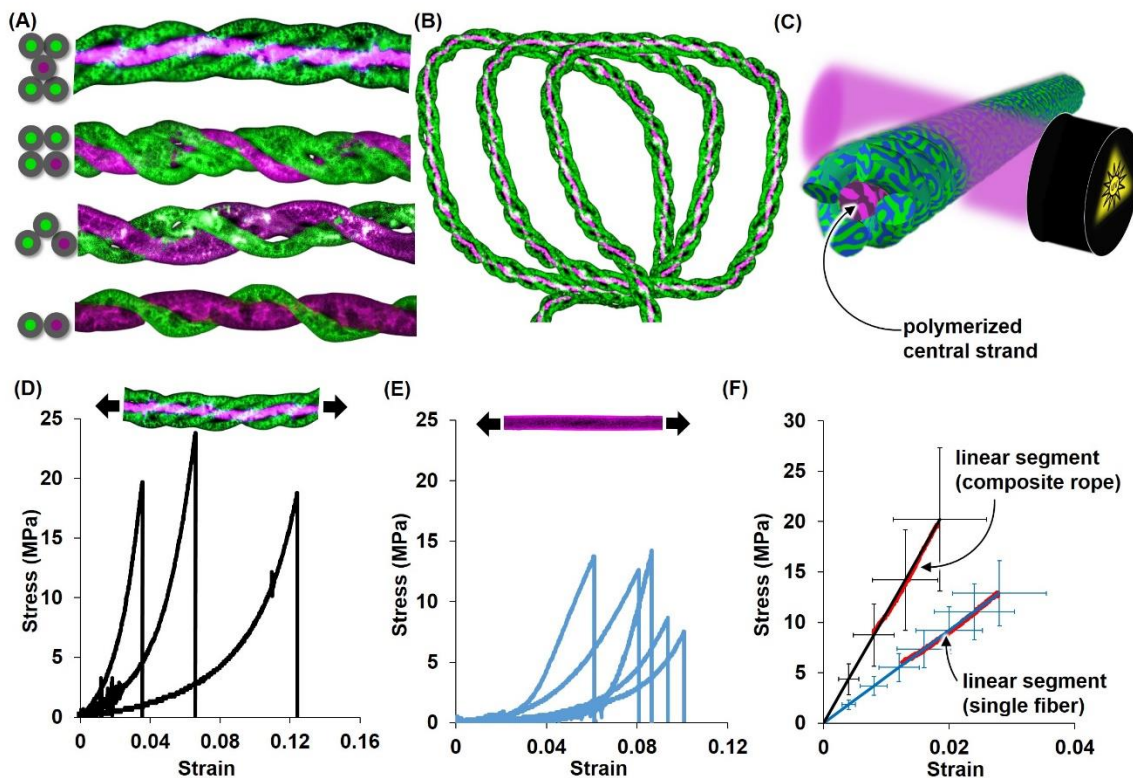 (A)
(B)
(C)
polymerized
central strand
(D)
(E)
(F)
25
20
15
10
5
0
Stress (MPa)
0
0.04
0.08
0.12
0.16
Strain
25
20
15
10
5
0
Stress (MPa)
0
0.04
0.08
0.12
Strain
30
25
20
15
10
5
0
Stress (MPa)
linear segment
(composite rope)
linear segment
(single fiber)
0
0.02
0.04
Strain